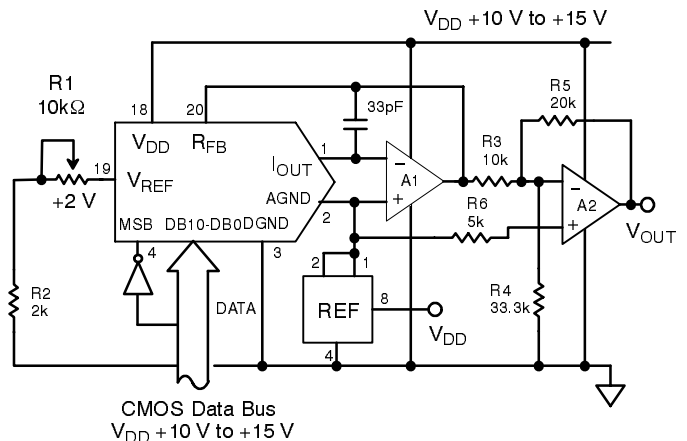 V_DD +10 V to +15 V
R1
10kΩ
R5
20k
18
20
33pF
V_DD
R_FB
1
R3
10k
I_OUT
19
V_REF
A1
AGND
R6
5k
A2
+2 V
2
V_OUT
MSB
DB10-DB0
DGND
4
3
2
1
R2
2k
DATA
REF
8
R4
33.3k
V_DD
4
CMOS Data Bus
V_DD +10 V to +15 V